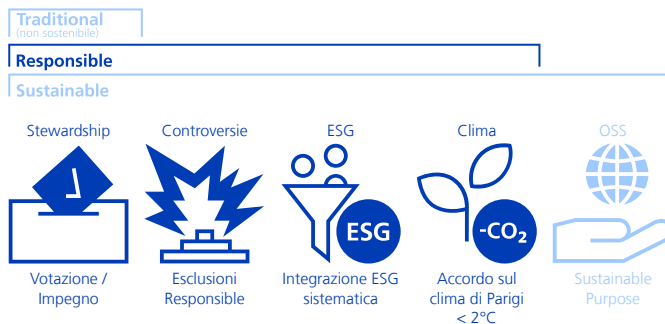 Traditional
(non sostenibile)
Responsible
Sustainable
Stewardship
Controversie
ESG
Clima
OSS
ESG
-CO₂
Votazione /
Impegno
Esclusioni
Responsible
Integrazione ESG
sistematica
Accordo sul
clima di Parigi
< 2°C
Sustainable
Purpose